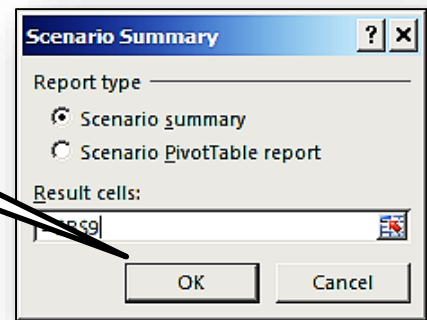 Scenario Summary
Report type
Scenario summary
Scenario PivotTable report
Result cells:
OK Cancel